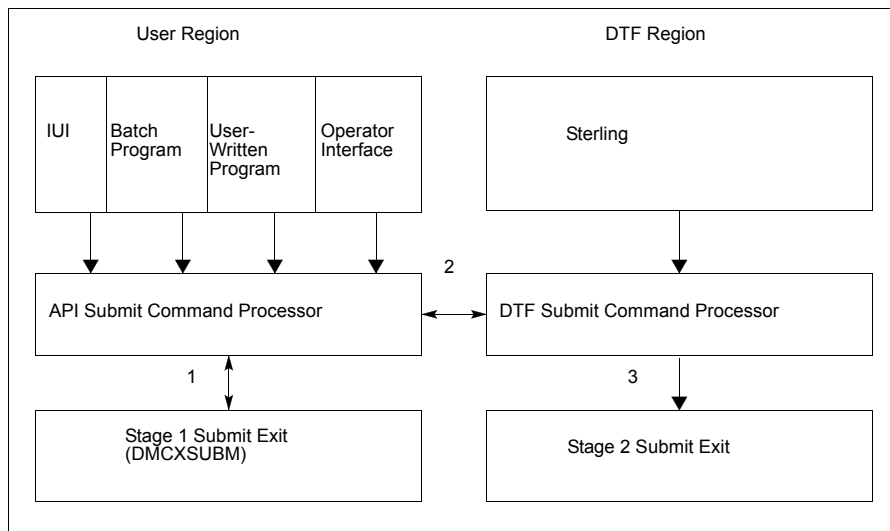 User Region
DTF Region
IUI
Batch
Program
User-
Written
Program
Operator
Interface
Sterling
2
API Submit Command Processor
DTF Submit Command Processor
1
3
Stage 1 Submit Exit
(DMCXSUBM)
Stage 2 Submit Exit